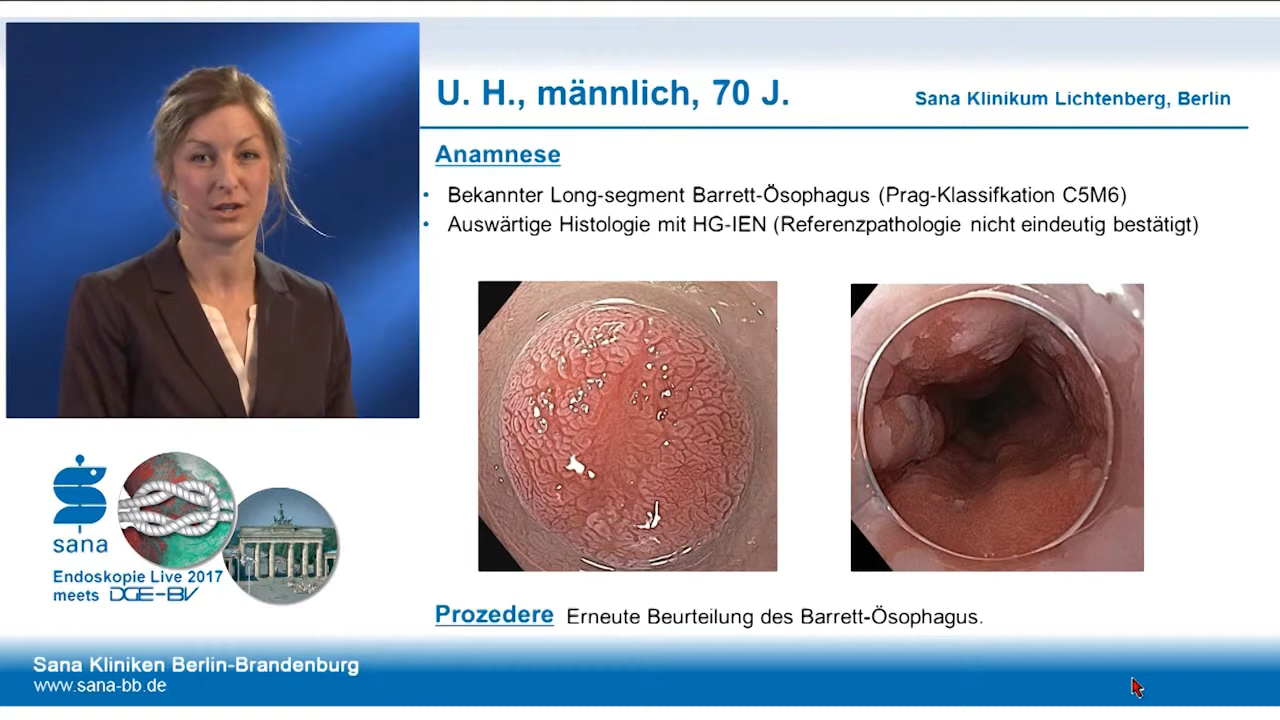 U. H., männlich, 70 J.
Sana Klinikum Lichtenberg, Berlin
Anamnese
• Bekannter Long-segment Barrett-Ösophagus (Prag-Klassifkation C5M6)
• Auswärtige Histologie mit HG-IEN (Referenzpathologie nicht eindeutig bestätigt)
sana
Endoskopie Live 2017
meets DGE-BV
Prozedere Erneute Beurteilung des Barrett-Ösophagus.
Sana Kliniken Berlin-Brandenburg
www.sana-bb.de